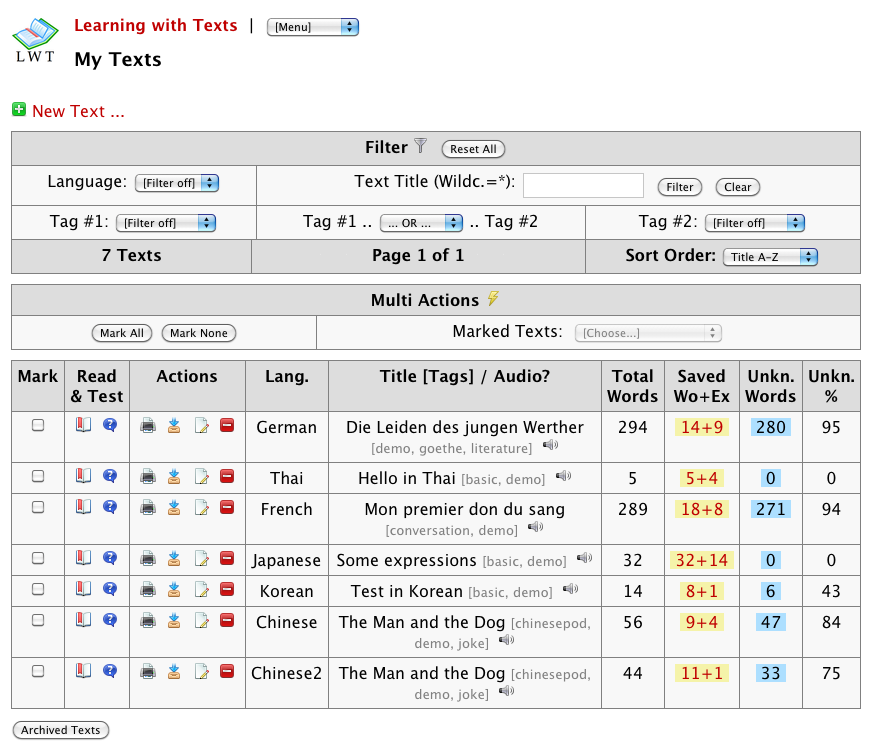 Learning with Texts | [Menu]
LWT
My Texts
New Text ...
Filter Reset All
Language: [Filter off] Text Title (Wildc.=*): Filter Clear
Tag #1: [Filter off] Tag #1 .. ... OR ... .. Tag #2 Tag #2: [Filter off]
7 Texts Page 1 of 1 Sort Order: Title A-Z
Multi Actions
Mark All Mark None Marked Texts: [Choose...]
Mark Read Actions Lang. Title [Tags] / Audio? Total Saved Unkn. Unkn.
& Test Words Wo+Ex Words %
German Die Leiden des jungen Werther 294 14+9 280 95
[demo, goethe, literature]
Thai Hello in Thai [basic, demo] 5 5+4 0 0
French Mon premier don du sang 289 18+8 271 94
[conversation, demo]
Japanese Some expressions [basic, demo] 32 32+14 0 0
Korean Test in Korean [basic, demo] 14 8+1 6 43
Chinese The Man and the Dog [chinesepod, 56 9+4 47 84
demo, joke]
Chinese2 The Man and the Dog [chinesepod, 44 11+1 33 75
demo, joke]
Archived Texts